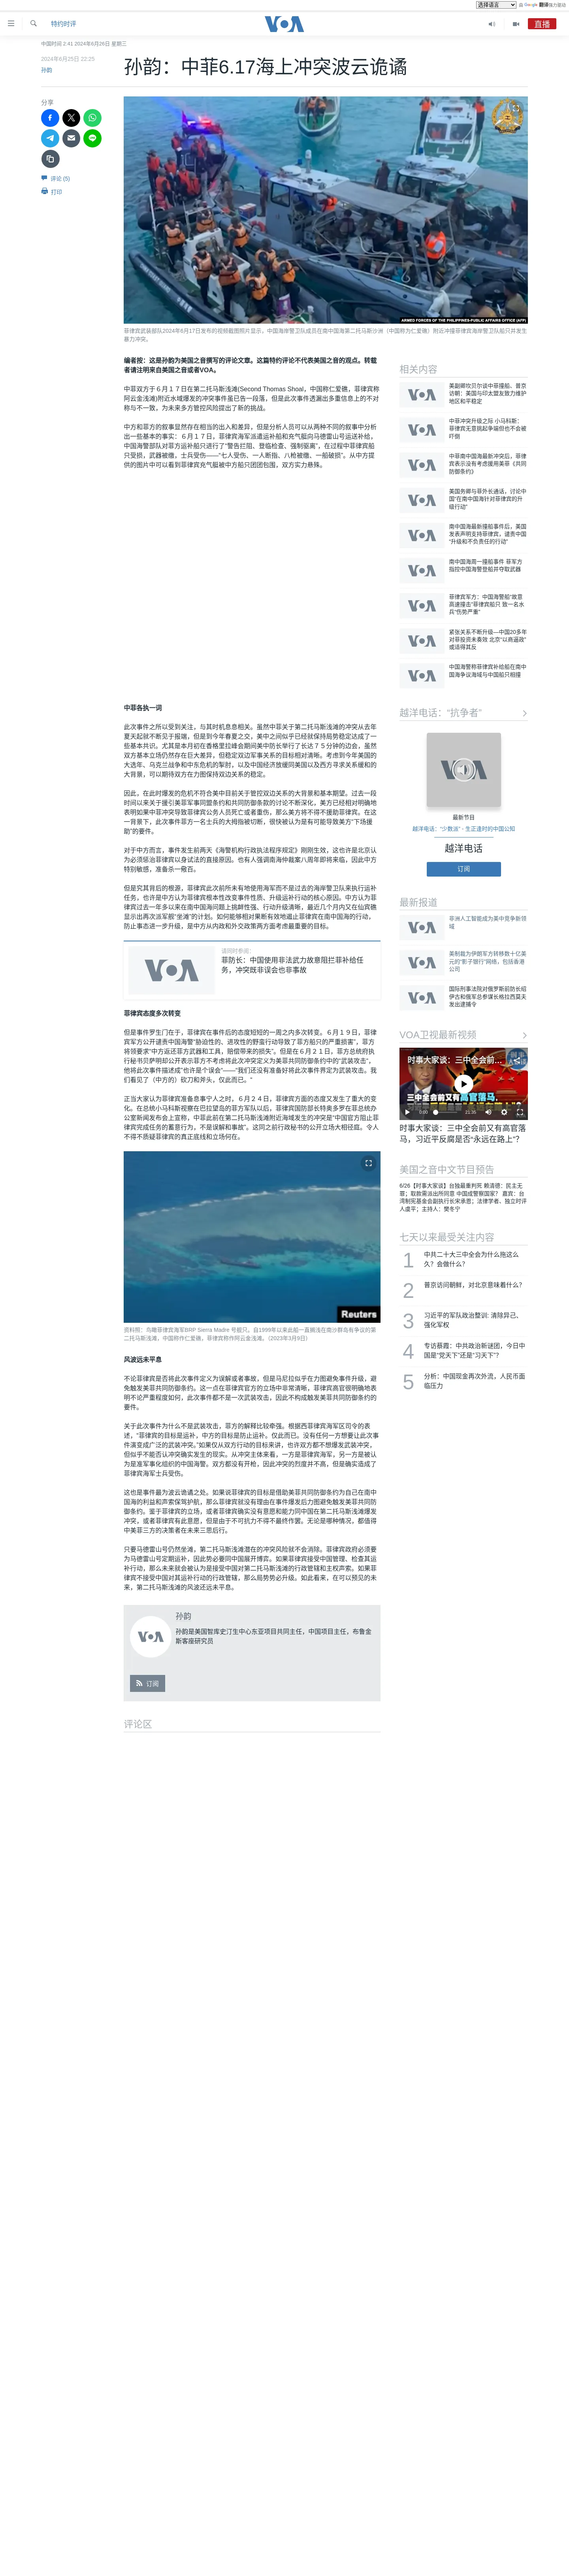 选择语言
由 Google 翻译强力驱动
特约时评
VOA
直播
中国时间 2:41 2024年6月26日 星期三
2024年6月25日 22:25
孙韵
孙韵：中菲6.17海上冲突波云诡谲
分享
评论 (5)
打印
ARMED FORCES OF THE PHILIPPINES-PUBLIC AFFAIRS OFFICE (AFP)
菲律宾武装部队2024年6月17日发布的视频截图照片显示，中国海岸警卫队成员在南中国海第二托马斯沙洲（中国称为仁爱礁）附近冲撞菲律宾海岸警卫队船只并发生暴力冲突。
编者按：这是孙韵为美国之音撰写的评论文章。这篇特约评论不代表美国之音的观点。转载者请注明来自美国之音或者VOA。
中菲双方于６月１７日在第二托马斯浅滩(Second Thomas Shoal，中国称仁爱礁，菲律宾称阿云金浅滩)附近水域爆发的冲突事件虽已告一段落，但是此次事件透漏出多重信息上的不对称与不一致，为未来多方管控风险提出了新的挑战。
中方和菲方的叙事显然存在相当的出入和差异，但是分析人员可以从两种不同的叙事中分析出一些基本的事实：６月１７日，菲律宾海军派遣运补船和充气艇向马德雷山号运送补给，中国海警部队对菲方运补船只进行了“警告拦截、登临检查、强制驱离”，在过程中菲律宾船只受损，武器被缴，士兵受伤——“七人受伤、一人断指、八枪被缴、一船破损”。从中方提供的图片中可以看到菲律宾充气艇被中方船只团团包围，双方实力悬殊。
中菲各执一词
此次事件之所以受到关注，与其时机息息相关。虽然中菲关于第二托马斯浅滩的冲突从去年夏天起就不断见于报端，但是到今年春夏之交，美中之间似乎已经就保持局势稳定达成了一些基本共识。尤其是本月初在香格里拉峰会期间美中防长举行了长达７５分钟的边会，虽然双方基本立场仍然存在巨大差异，但稳定双边军事关系的目标相对清晰。考虑到今年美国的大选年、乌克兰战争和中东危机的掣肘，以及中国经济放缓同美国以及西方寻求关系缓和的大背景，可以期待双方在力图保持双边关系的稳定。
因此，在此时爆发的危机不符合美中目前关于管控双边关系的大背景和基本期望。过去一段时间以来关于援引美菲军事同盟条约和共同防御条款的讨论不断深化，美方已经相对明确地表明如果中菲冲突导致菲律宾公务人员死亡或者重伤，那么美方将不得不援助菲律宾。在这一背景下，此次事件菲方一名士兵的大拇指被切断，很快被认为是有可能导致美方“下场援助”的要件。
对于中方而言，事件发生前两天《海警机构行政执法程序规定》刚刚生效，这也许是北京认为必须惩治菲律宾以身试法的直接原因。也有人强调南海仲裁案八周年即将来临，因此中方特别敏感，准备杀一儆百。
但是究其背后的根源，菲律宾此次前所未有地使用海军而不是过去的海岸警卫队来执行运补任务，也许是中方认为菲律宾根本性改变事件性质、升级运补行动的核心原因。中方认为菲律宾过去一年多以来在南中国海问题上挑衅性强、行动冲突升级倾向清晰，最近几个月内又在仙宾礁显示出再次派军舰“坐滩”的计划。如何能够相对果断有效地遏止菲律宾在南中国海的行动，防止事态进一步升级，是中方从内政和外交政策两方面考虑最重要的目标。
请同时参阅
菲防长：中国使用非法武力故意阻拦菲补给任务，冲突既非误会也非事故
菲律宾态度多次转变
但是事件罗生门在于，菲律宾在事件后的态度短短的一周之内多次转变。６月１９日，菲律宾军方公开谴责中国海警“胁迫性的、进攻性的野蛮行动导致了菲方船只的严重损害”，菲方将领要求“中方返还菲方武器和工具，赔偿带来的损失”。但是在６月２１日，菲方总统府执行秘书贝萨明却公开表示菲方不考虑此次冲突定义为美菲共同防御条约中的“武装攻击”。他将此次事件描述成“也许是个误会”——“我们还没有准备好将此次事件界定为武装攻击。我们看见了（中方的）砍刀和斧头，仅此而已。”
正当大家认为菲律宾准备息事宁人之时，６月２４日，菲律宾方面的态度又发生了重大的变化。在总统小马科斯视察在巴拉望岛的菲方军队以后，菲律宾国防部长特奥多罗在菲总统办公室新闻发布会上宣称，中菲此前在第二托马斯浅滩附近海域发生的冲突是“中国官方阻止菲律宾完成任务的蓄意行为，不是误解和事故”。这同之前行政秘书的公开立场大相径庭。令人不得不质疑菲律宾的真正底线和立场何在。
Reuters
资料照：鸟瞰菲律宾海军BRP Sierra Madre 号舰只。自1999年以来此船一直搁浅在南沙群岛有争议的第二托马斯浅滩，中国称作仁爱礁，菲律宾称作阿云金浅滩。（2023年3月9日）
风波远未平息
不论菲律宾是否将此次事件定义为误解或者事故，但是马尼拉似乎在力图避免事件升级，避免触发美菲共同防御条约。这一点在菲律宾官方的立场中非常清晰，菲律宾高官很明确地表明不论严重程度如何，此次事件都不是一次武装攻击，因此不构成触发美菲共同防御条约的要件。
关于此次事件为什么不是武装攻击，菲方的解释比较牵强。根据西菲律宾海军区司令的表述，“菲律宾的目标是运补，中方的目标是防止运补。仅此而已。没有任何一方想要让此次事件演变成广泛的武装冲突。”如果仅从双方行动的目标来讲，也许双方都不想爆发武装冲突，但似乎不能否认冲突确实发生的现实。从冲突主体来看，一方是菲律宾海军，另一方是被认为是准军事化组织的中国海警。双方都没有开枪，因此冲突的烈度并不高，但是确实造成了菲律宾海军士兵受伤。
这也是事件最为波云诡谲之处。如果说菲律宾的目标是借助美菲共同防御条约为自己在南中国海的利益和声索保驾护航，那么菲律宾就没有理由在事件爆发后力图避免触发美菲共同防御条约。鉴于菲律宾的立场，或者菲律宾确实没有意愿和能力同中国在第二托马斯浅滩爆发冲突，或者菲律宾有此意愿，但是由于不可抗力不得不最终作罢。无论是哪种情况，都值得中美菲三方的决策者在未来三思后行。
只要马德雷山号仍然坐滩，第二托马斯浅滩潜在的冲突风险就不会消除。菲律宾政府必须要为马德雷山号定期运补，因此势必要同中国展开博弈。如果菲律宾接受中国管理、检查其运补行动，那么未来就会被认为是接受中国对第二托马斯浅滩的行政管辖和主权声索。如果菲律宾不接受中国对其运补行动的行政管辖，那么局势势必升级。如此看来，在可以预见的未来，第二托马斯浅滩的风波还远未平息。
孙韵
孙韵是美国智库史汀生中心东亚项目共同主任，中国项目主任，布鲁金斯客座研究员
订阅
评论区
相关内容
美副卿坎贝尔谈中菲撞船、普京访朝：美国与印太盟友致力维护地区和平稳定
中菲冲突升级之际 小马科斯：菲律宾无意挑起争端但也不会被吓倒
中菲南中国海最新冲突后，菲律宾表示没有考虑援用美菲《共同防御条约》
美国务卿与菲外长通话，讨论中国“在南中国海针对菲律宾的升级行动”
南中国海最新撞船事件后，美国发表声明支持菲律宾，谴责中国“升级和不负责任的行动”
南中国海周一撞船事件 菲军方指控中国海警登船并夺取武器
菲律宾军方：中国海警船“故意高速撞击”菲律宾船只 致一名水兵“伤势严重”
紧张关系不断升级—中国20多年对菲投资未奏效 北京“以商逼政”或适得其反
中国海警称菲律宾补给船在南中国海争议海域与中国船只相撞
越洋电话：“抗争者”
最新节目
越洋电话：“少数派” - 生正逢时的中国公知
越洋电话
订阅
最新报道
非洲人工智能成为美中竞争新领域
美制裁为伊朗军方转移数十亿美元的“影子银行”网络，包括香港公司
国际刑事法院对俄罗斯前防长绍伊古和俄军总参谋长格拉西莫夫发出逮捕令
VOA卫视最新视频
时事大家谈：三中全会前...
三中全会前又有高官落马,
0:00
21:35
时事大家谈：三中全会前又有高官落马，习近平反腐是否“永远在路上”？
美国之音中文节目预告
6/26【时事大家谈】台独最重判死 赖清德：民主无罪；取败需派出所同意 中国成警察国家？ 嘉宾：台湾制宪基金会副执行长宋承恩；法律学者、独立时评人虞平；主持人：樊冬宁
七天以来最受关注内容
1
中共二十大三中全会为什么拖这么久？会做什么？
2
普京访问朝鲜，对北京意味着什么？
3
习近平的军队政治整训: 清除异己、强化军权
4
专访蔡霞：中共政治新谜团，今日中国是“党天下”还是“习天下”？
5
分析：中国现金再次外流，人民币面临压力